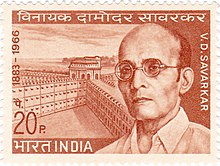 विनायक दामोदर सावरकर
1883-1966
V. D. SAVARKAR
20 P.
भारत INDIA